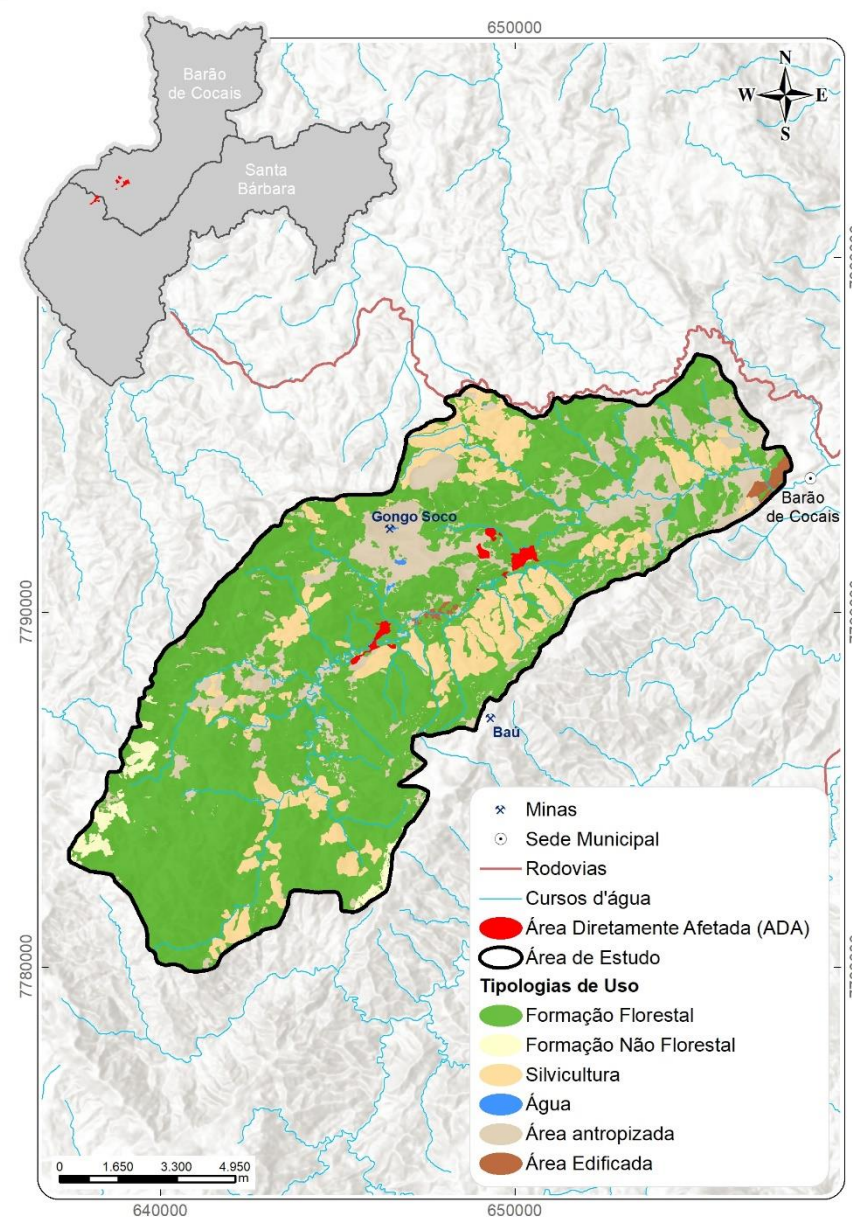 650000
Barão
de Cocais
Santa
Bárbara
N
W E
S
Gongo Soco
Barão
de Cocais
7790000
Baú
Minas
Sede Municipal
Rodovias
Cursos d'água
Área Diretamente Afetada (ADA)
Área de Estudo
Tipologias de Uso
Formação Florestal
Formação Não Florestal
Silvicultura
Água
Área antropizada
Área Edificada
7780000
0 1.650 3.300 4.950
m
640000 650000